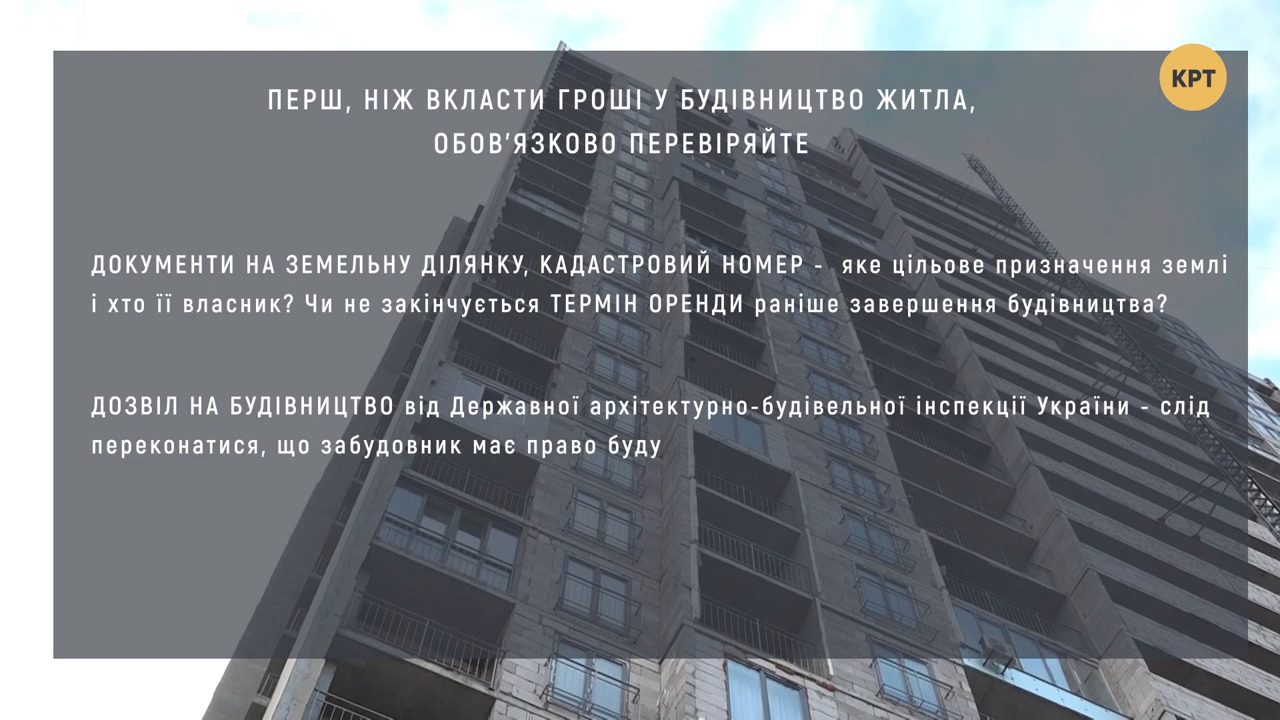 КРТ
ПЕРШ, НІЖ ВКЛАСТИ ГРОШІ У БУДІВНИЦТВО ЖИТЛА,
ОБОВ'ЯЗКОВО ПЕРЕВІРЯЙТЕ
ДОКУМЕНТИ НА ЗЕМЕЛЬНУ ДІЛЯНКУ, КАДАСТРОВИЙ НОМЕР - яке цільове призначення землі
і хто її власник? Чи не закінчується ТЕРМІН ОРЕНДИ раніше завершення будівництва?
ДОЗВІЛ НА БУДІВНИЦТВО від Державної архітектурно-будівельної інспекції України - слід
переконатися, що забудовник має право буду